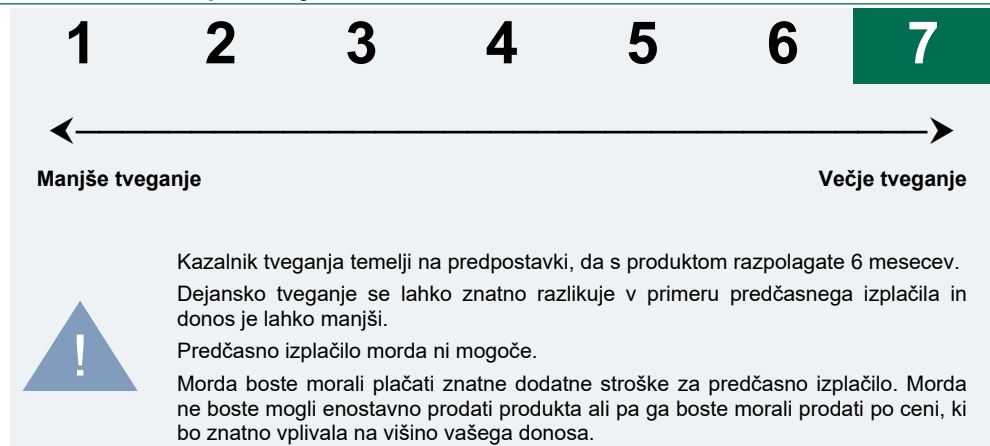 1 2 3 4 5 6 7
Manjše tveganje Večje tveganje
Kazalnik tveganja temelji na predpostavki, da s produktom razpolagate 6 mesecev.
Dejansko tveganje se lahko znatno razlikuje v primeru predčasnega izplačila in
donos je lahko manjši.
!
Predčasno izplačilo morda ni mogoče.
Morda boste morali plačati znatne dodatne stroške za predčasno izplačilo. Morda
ne boste mogli enostavno prodati produkta ali pa ga boste morali prodati po ceni, ki
bo znatno vplivala na višino vašega donosa.